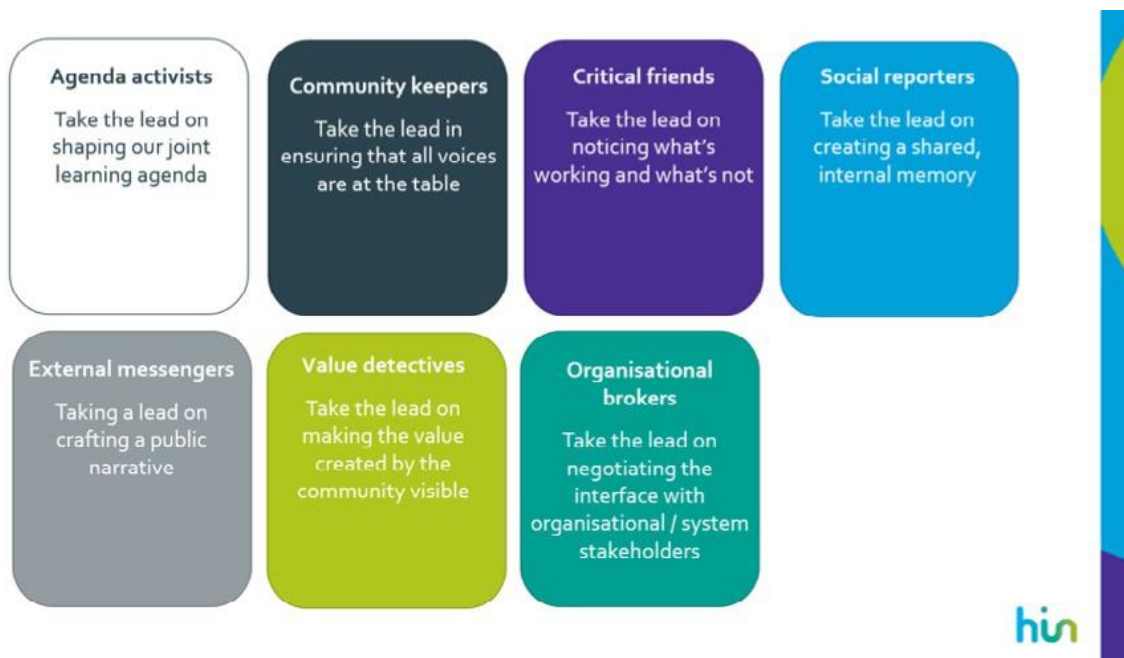 Agenda activists
Take the lead on
shaping our joint
learning agenda
Community keepers
Take the lead in
ensuring that all voices
are at the table
Critical friends
Take the lead on
noticing what's
working and what's not
Social reporters
Take the lead on
creating a shared,
internal memory
External messengers
Taking a lead on
crafting a public
narrative
Value detectives
Take the lead on
making the value
created by the
community visible
Organisational
brokers
Take the lead on
negotiating the
interface with
organisational / system
stakeholders
hin